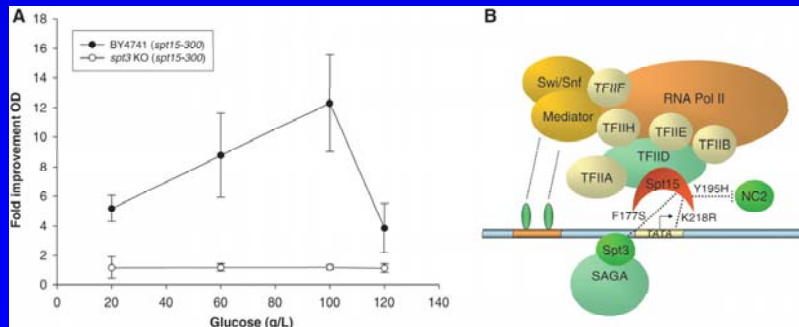 A
BY4741 (spt15-300)
spt3 KO (spt15-300)
Fold improvement OD
18
16
14
12
10
8
6
4
2
0
0 20 40 60 80 100 120 140
Glucose (g/L)
B
Swi/Snf
TFIIF
RNA Pol II
Mediator
TFIIH
TFIIE
TFIIB
TFIID
TFIIA
Spt15
Y195H
NC2
F177S
K218R
TATA
Spt3
SAGA